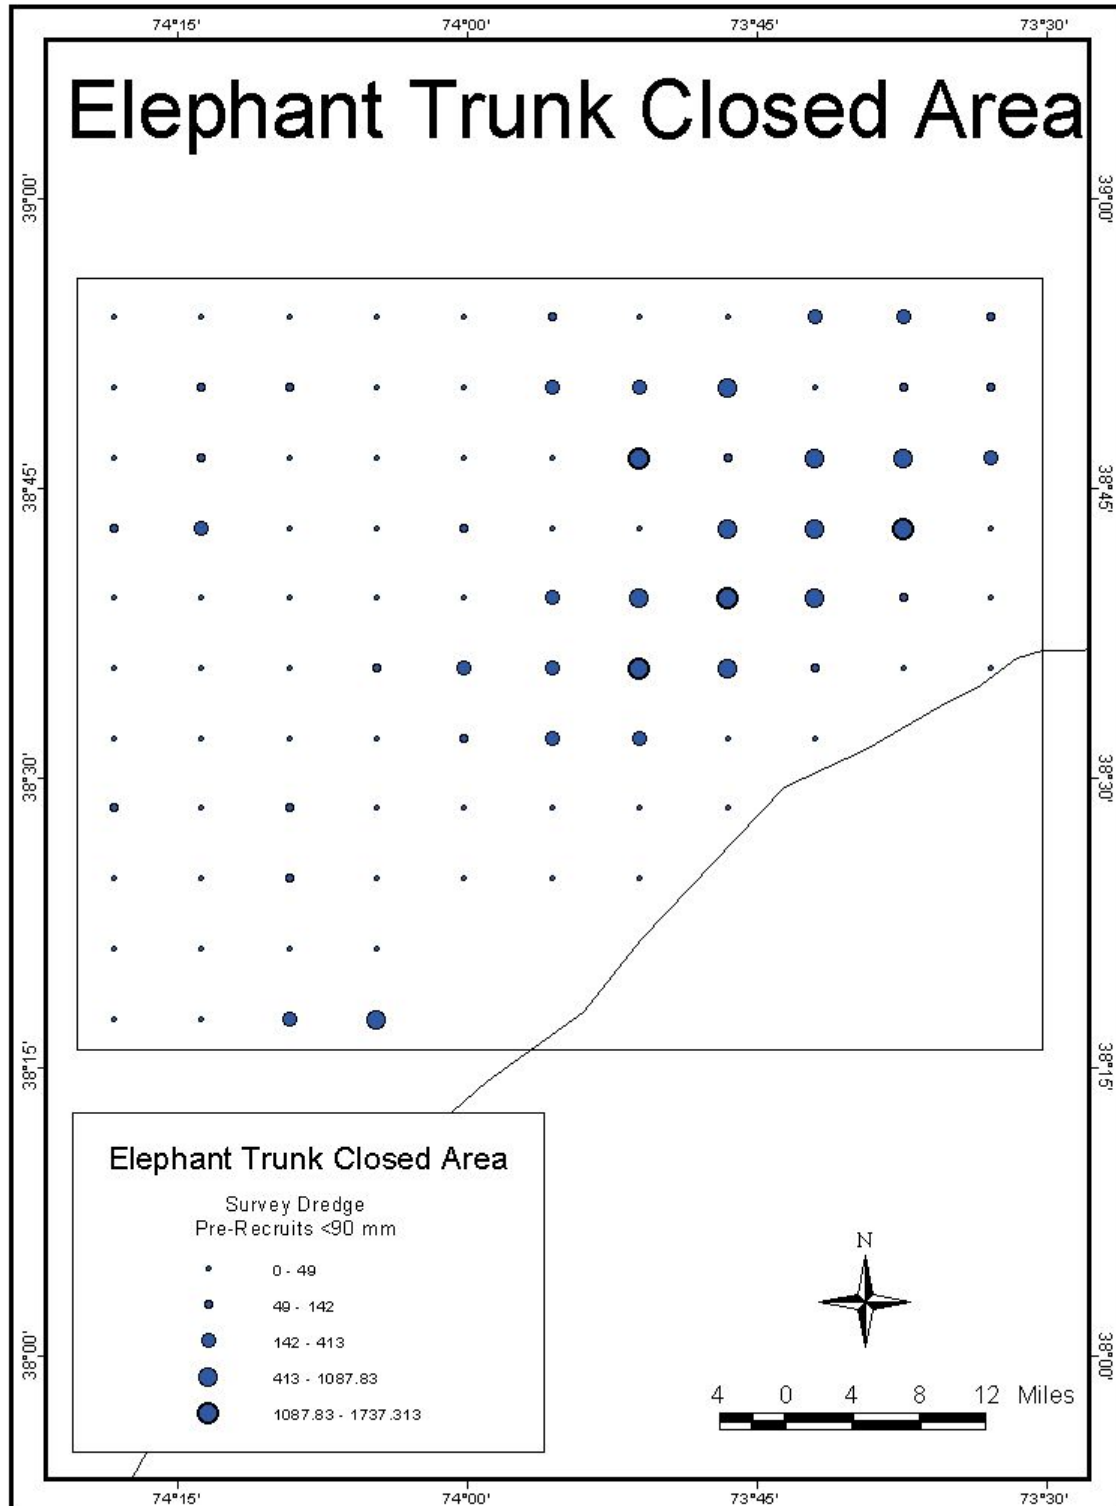 74°15' 74°00' 73°45' 73°30'
Elephant Trunk Closed Area
39°00' 39°00'
38°45' 38°45'
38°30' 38°30'
38°15' 38°15'
Elephant Trunk Closed Area
Survey Dredge
Pre-Recruits <90 mm
0 - 49
49 - 142
142 - 413
413 - 1087.83
1087.83 - 1737.313
N
38°00' 38°00'
4 0 4 8 12 Miles
74°15' 74°00' 73°45' 73°30'